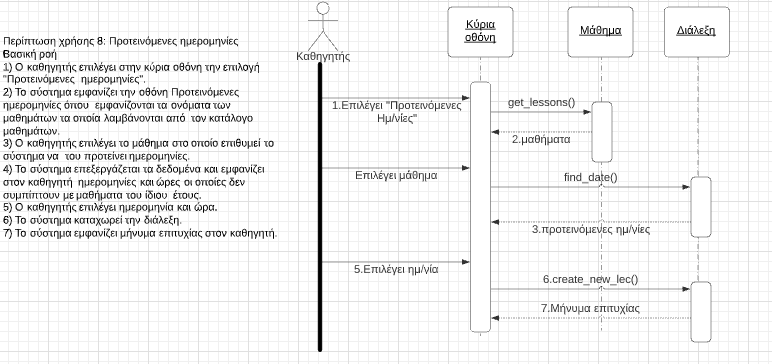 Περίπτωση χρήσης 8: Προτεινόμενες ημερομηνίες
Βασική ροή
1) Ο καθηγητής επιλέγει στην κύρια οθόνη την επιλογή
"Προτεινόμενες ημερομηνίες".
2) Το σύστημα εμφανίζει την οθόνη Προτεινόμενες
ημερομηνίες όπου εμφανίζονται τα ονόματα των
μαθημάτων τα οποία λαμβάνονται από τον κατάλογο
μαθημάτων.
3) Ο καθηγητής επιλέγει το μάθημα στο οποίο επιθυμεί το
σύστημα να του προτείνει ημερομηνίες.
4) Το σύστημα επεξεργάζεται τα δεδομένα και εμφανίζει
στον καθηγητή ημερομηνίες και ώρες οι οποίες δεν
συμπίπτουν με μαθήματα του ίδιου έτους.
5) Ο καθηγητής επιλέγει ημερομηνία και ώρα.
6) Το σύστημα καταχωρεί την διάλεξη.
7) Το σύστημα εμφανίζει μήνυμα επιτυχίας στον καθηγητή.
Καθηγητής
Κύρια
οθόνη
Μάθημα
Διάλεξη
1.Επιλέγει "Προτεινόμενες
Ημ/νίες"
get_lessons()
2.μαθήματα
Επιλέγει μάθημα
find_date()
3.προτεινόμενες ημ/νίες
5.Επιλέγει ημ/γία
6.create_new_lec()
7.Μήνυμα επιτυχίας